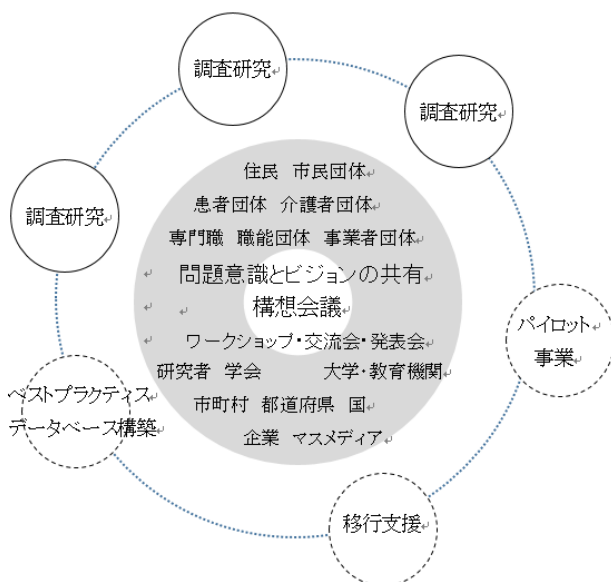 調査研究
調査研究
調査研究
住民 市民団体
患者団体 介護者団体
専門職 職能団体 事業者団体
問題意識とビジョンの共有
構想会議
ワークショップ・交流会・発表会
研究者 学会 大学・教育機関
市町村 都道府県 国
企業 マスメディア
パイロット
事業
ベストプラクティス
データベース構築
移行支援